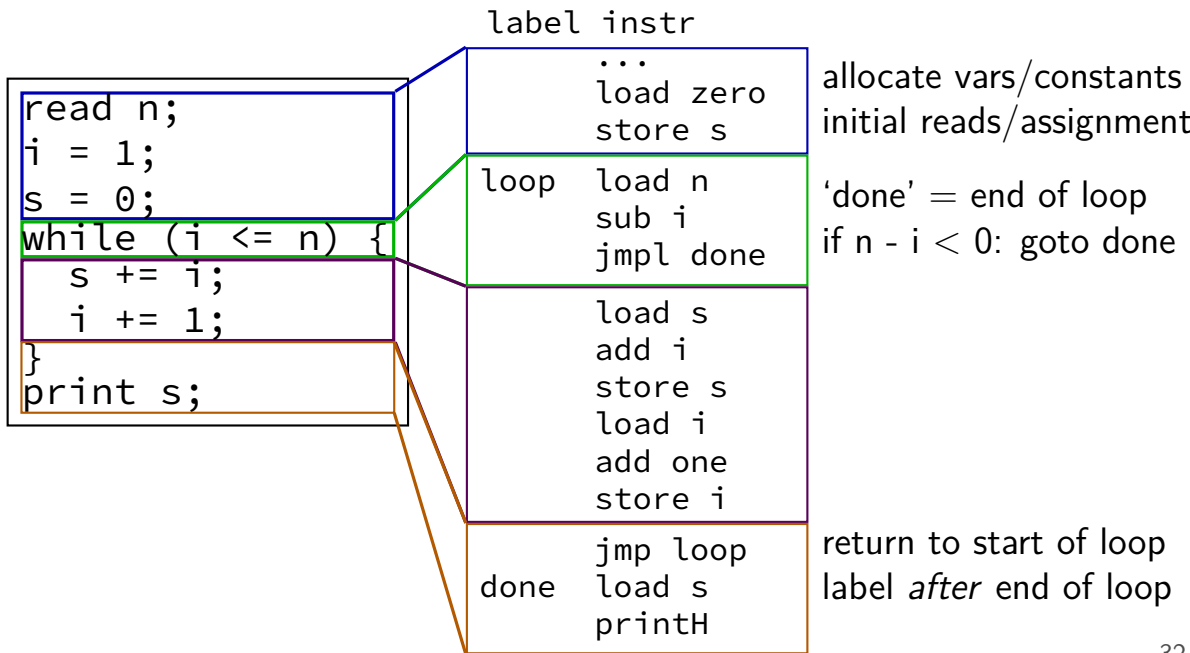 label instr
read n;
i = 1;
s = 0;
while (i <= n) {
  s += i;
  i += 1;
}
print s;
...
load zero
store s
loop load n
sub i
jmpl done
load s
add i
store s
load i
add one
store i
jmp loop
done load s
printH
allocate vars/constants
initial reads/assignment
‘done’ = end of loop
if n - i < 0: goto done
return to start of loop
label after end of loop
32